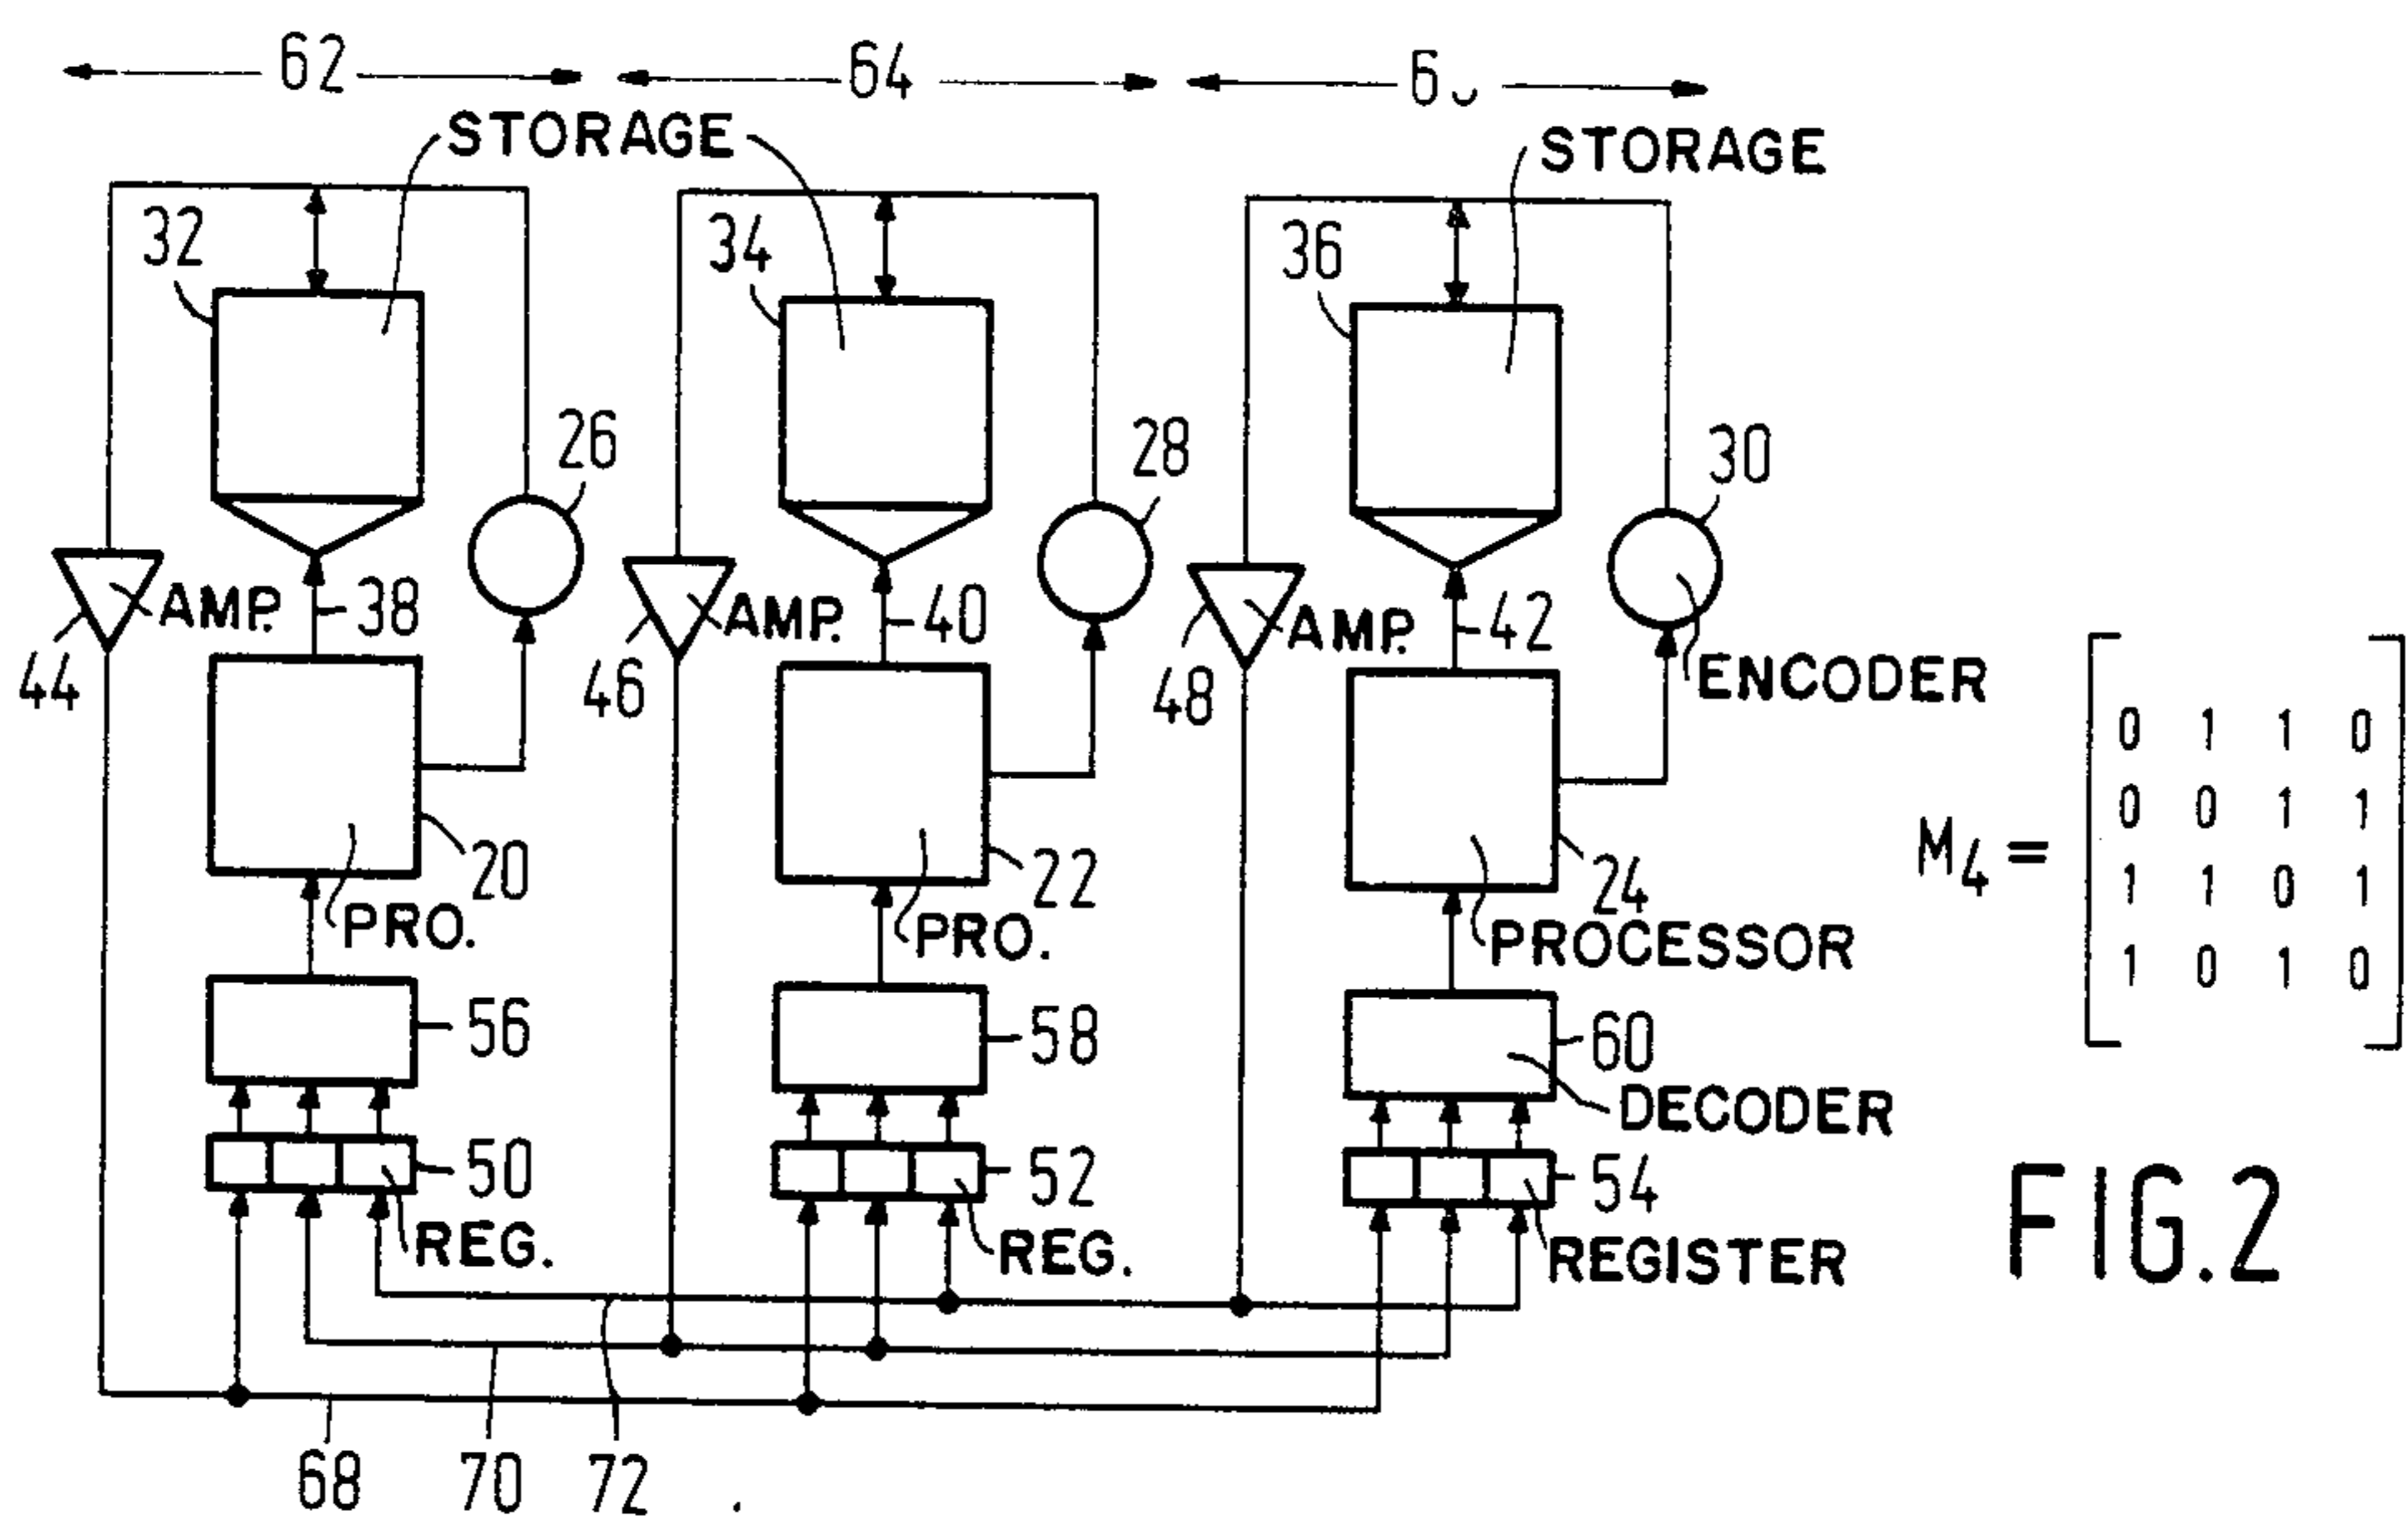 62 64
STORAGE STORAGE
32 34 36
26 28 30
AMP. 38 AMP. 40 AMP. 42
44 46 48 ENCODER
20 22 24
PRO. PRO. PROCESSOR
M4 =
0 1 1 0
0 0 1 1
1 1 0 1
1 0 1 0
56 58 60
DECODER
50 52 54
REG. REG. REGISTER
FIG.2
68 70 72